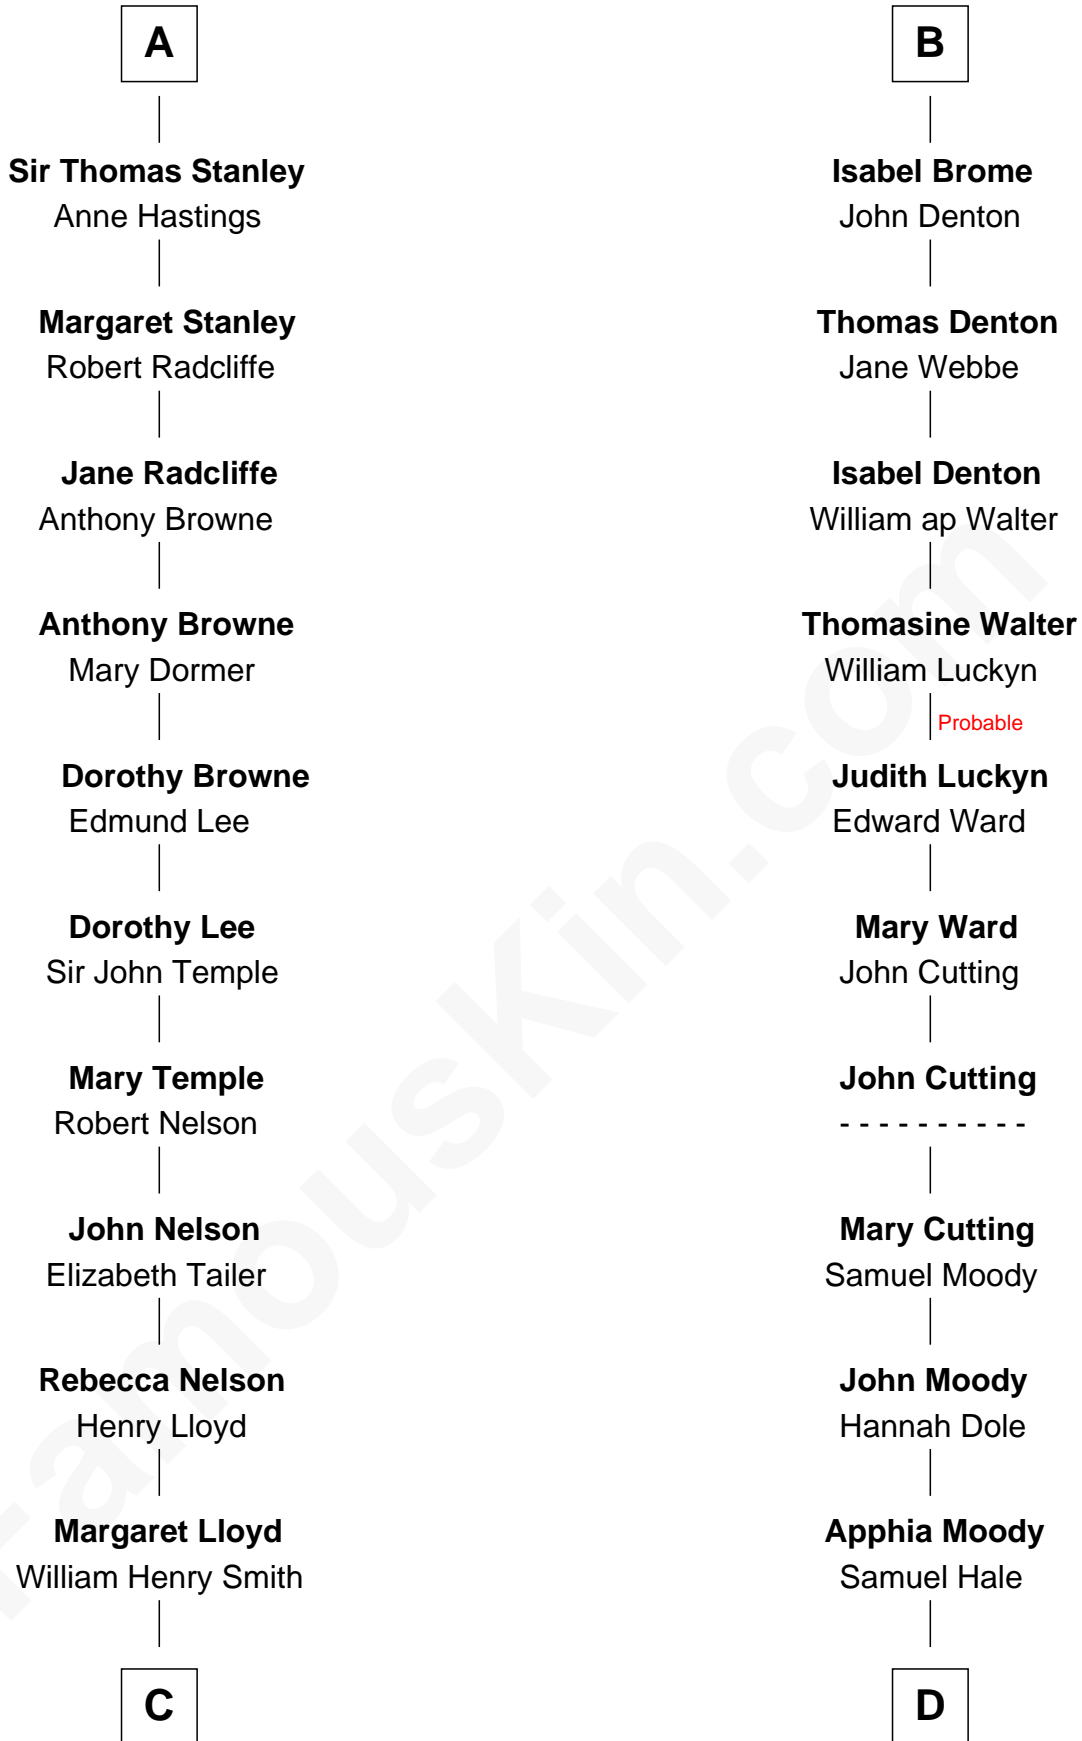 A
Sir Thomas Stanley
Anne Hastings
Margaret Stanley
Robert Radcliffe
Jane Radcliffe
Anthony Browne
Anthony Browne
Mary Dormer
Dorothy Browne
Edmund Lee
Dorothy Lee
Sir John Temple
Mary Temple
Robert Nelson
John Nelson
Elizabeth Tailer
Rebecca Nelson
Henry Lloyd
Margaret Lloyd
William Henry Smith
C
B
Isabel Brome
John Denton
Thomas Denton
Jane Webbe
Isabel Denton
William ap Walter
Thomasine Walter
William Luckyn
Probable
Judith Luckyn
Edward Ward
Mary Ward
John Cutting
John Cutting
- - - - - - - - - -
Mary Cutting
Samuel Moody
John Moody
Hannah Dole
Apphia Moody
Samuel Hale
D
FamousKin.com